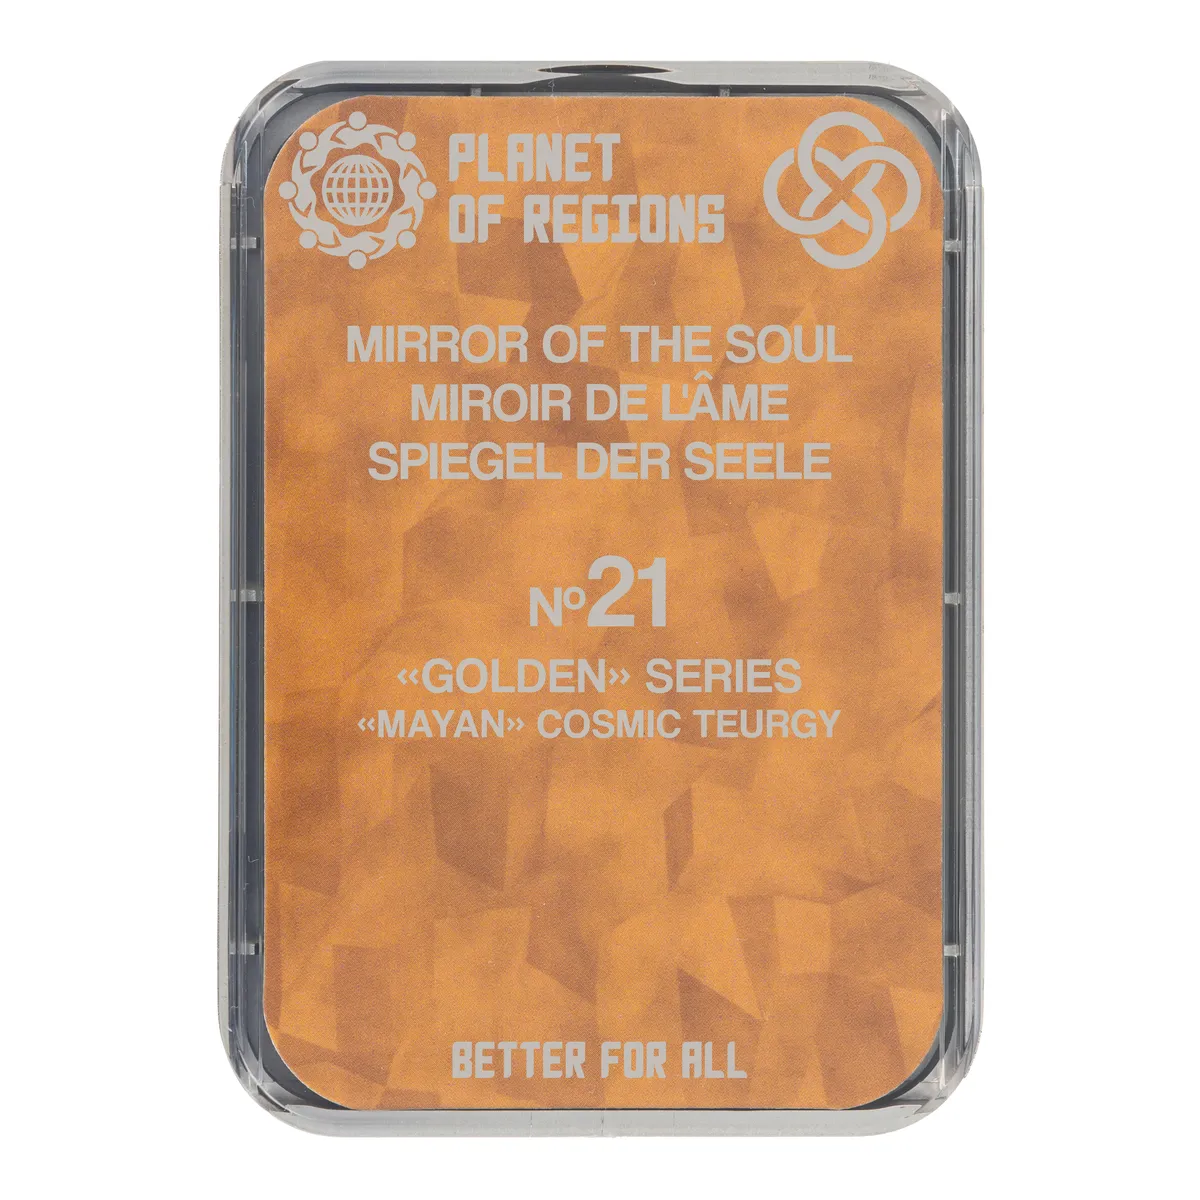 PLANET
OF REGIONS
MIRROR OF THE SOUL
MIROIR DE L'ÂME
SPIEGEL DER SEELE
Nº21
«GOLDEN» SERIES
«MAYAN» COSMIC TEURGY
BETTER FOR ALL